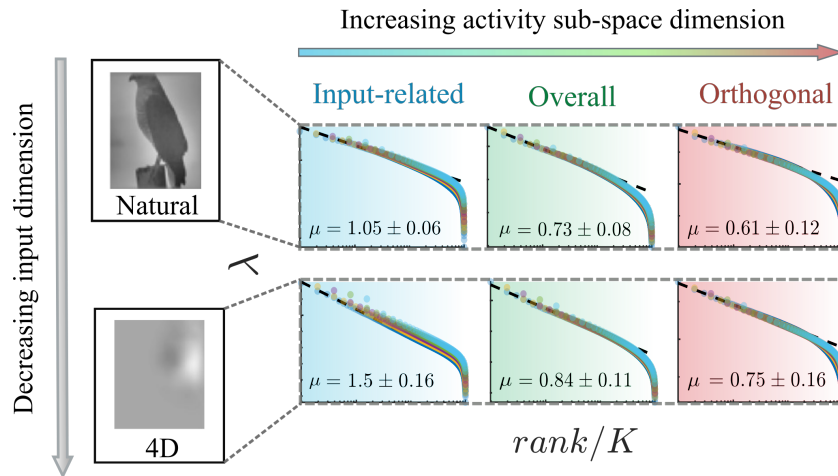 Increasing activity sub-space dimension
Input-related
Overall
Orthogonal
Decreasing input dimension
Natural
μ = 1.05 ± 0.06
μ = 0.73 ± 0.08
μ = 0.61 ± 0.12
λ
4D
μ = 1.5 ± 0.16
μ = 0.84 ± 0.11
μ = 0.75 ± 0.16
rank/K